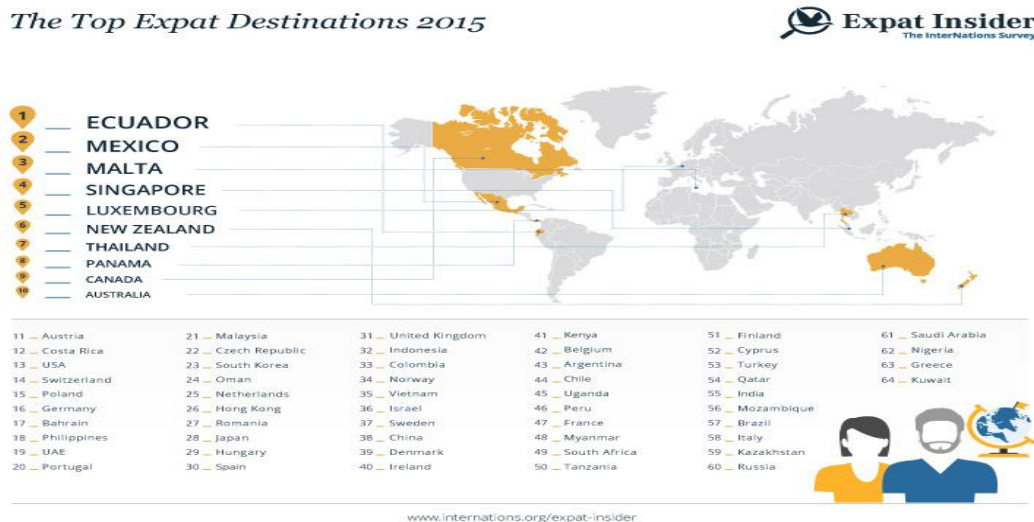 The Top Expat Destinations 2015
Expat Insider
The InterNations Survey
1 ECUADOR
2 MEXICO
3 MALTA
4 SINGAPORE
5 LUXEMBOURG
6 NEW ZEALAND
7 THAILAND
8 PANAMA
9 CANADA
10 AUSTRALIA
11 _ Austria
12 _ Costa Rica
13 _ USA
14 _ Switzerland
15 _ Poland
16 _ Germany
17 _ Bahrain
18 _ Philippines
19 _ UAE
20 _ Portugal
21 _ Malaysia
22 _ Czech Republic
23 _ South Korea
24 _ Oman
25 _ Netherlands
26 _ Hong Kong
27 _ Romania
28 _ Japan
29 _ Hungary
30 _ Spain
31 _ United Kingdom
32 _ Indonesia
33 _ Colombia
34 _ Norway
35 _ Vietnam
36 _ Israel
37 _ Sweden
38 _ China
39 _ Denmark
40 _ Ireland
41 _ Kenya
42 _ Belgium
43 _ Argentina
44 _ Chile
45 _ Uganda
46 _ Peru
47 _ France
48 _ Myanmar
49 _ South Africa
50 _ Tanzania
51 _ Finland
52 _ Cyprus
53 _ Turkey
54 _ Qatar
55 _ India
56 _ Mozambique
57 _ Brazil
58 _ Italy
59 _ Kazakhstan
60 _ Russia
61 _ Saudi Arabia
62 _ Nigeria
63 _ Greece
64 _ Kuwait
www.internations.org/expat-insider